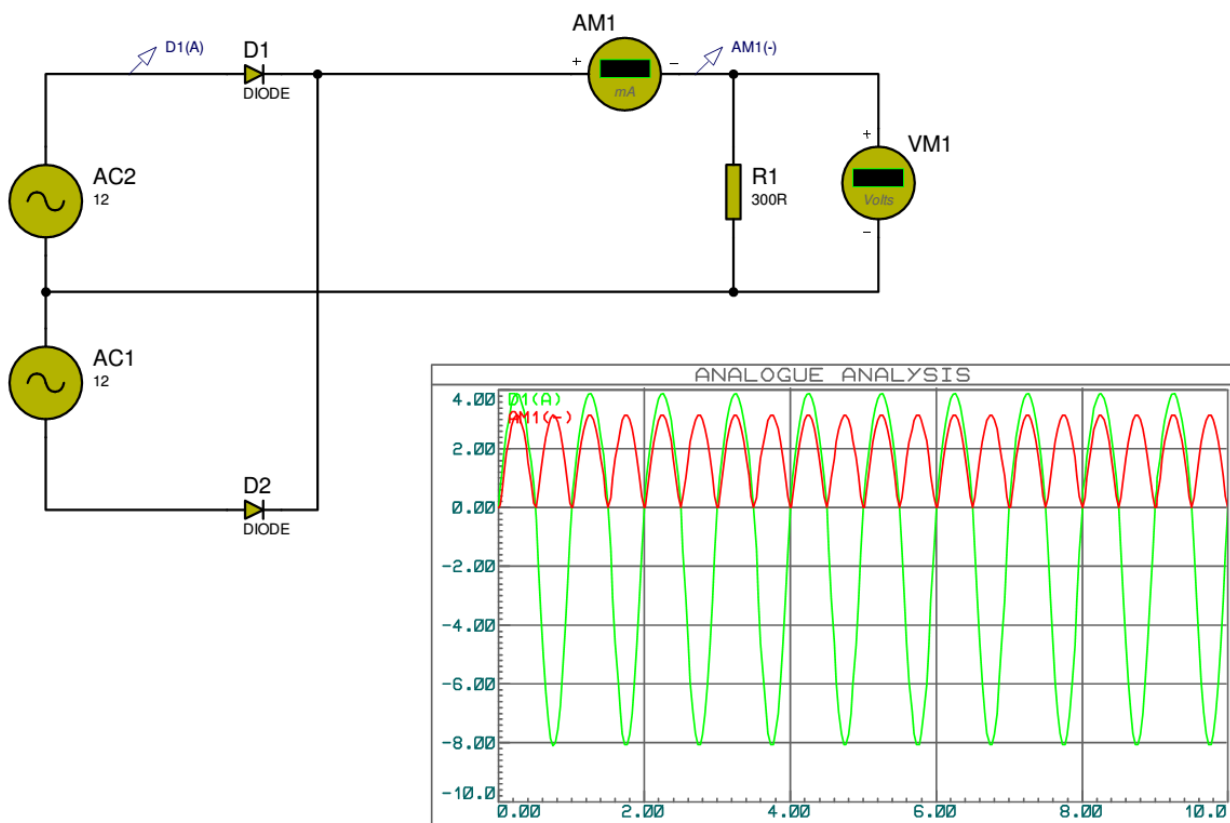 AM1
D1(A)
D1
DIODE
AM1(-)
+
−
mA
AC2
12
R1
300R
+
VM1
Volts
−
AC1
12
D2
DIODE
ANALOGUE ANALYSIS
D1(A)
AM1(-)
4.00
2.00
0.00
-2.00
-4.00
-6.00
-8.00
-10.0
0.00 2.00 4.00 6.00 8.00 10.0